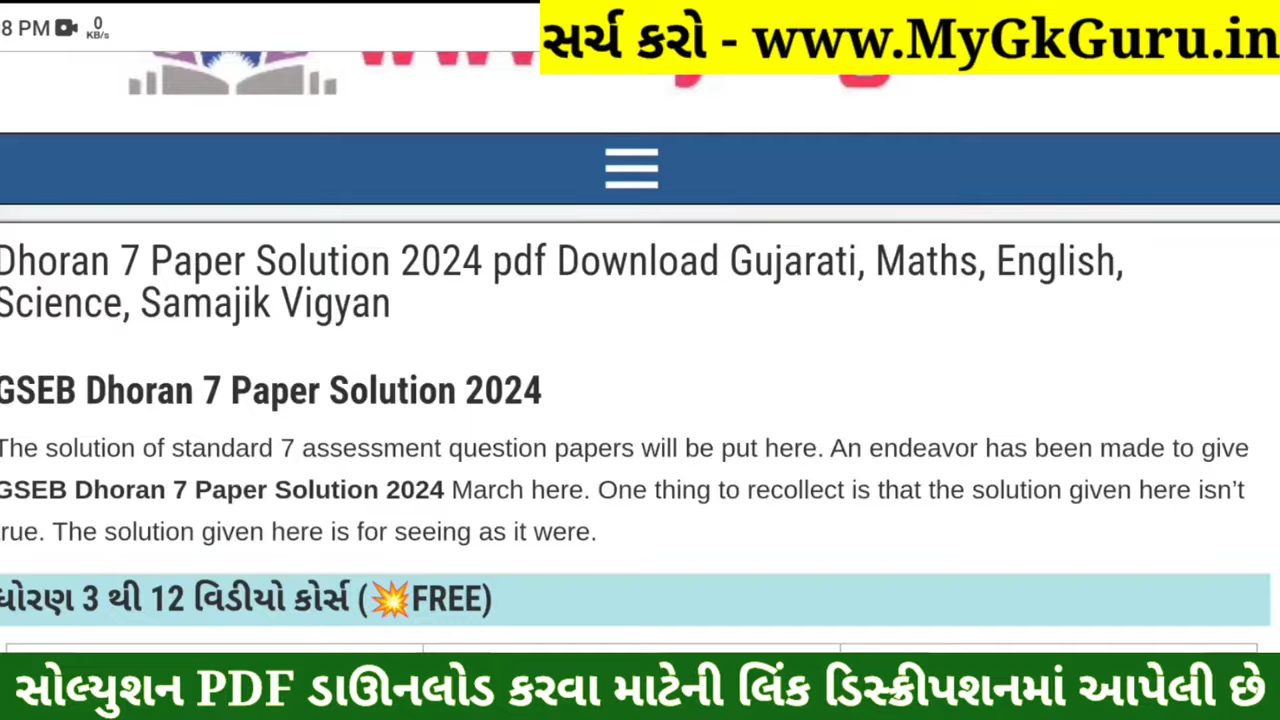 8 PM 0 KB/s
સર્ચ કરો - www.MyGkGuru.in
Dhoran 7 Paper Solution 2024 pdf Download Gujarati, Maths, English,
Science, Samajik Vigyan
GSEB Dhoran 7 Paper Solution 2024
The solution of standard 7 assessment question papers will be put here. An endeavor has been made to give
GSEB Dhoran 7 Paper Solution 2024 March here. One thing to recollect is that the solution given here isn’t
true. The solution given here is for seeing as it were.
ધોરણ 3 થી 12 વિડીયો કોર્સ (💥FREE)
સોલ્યુશન PDF ડાઊનલોડ કરવા માટેની લિંક ડિસ્ક્રીપશનમાં આપેલી છે